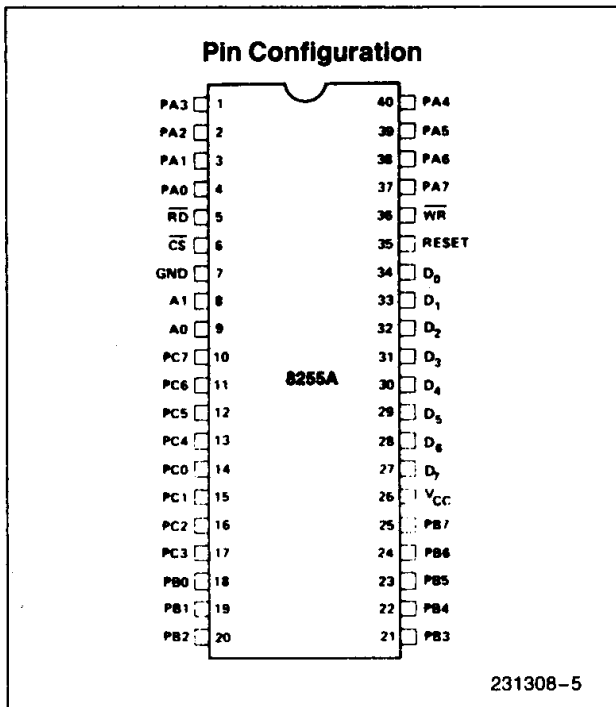 Pin Configuration
PA3 1 40 PA4
PA2 2 39 PA5
PA1 3 38 PA6
PA0 4 37 PA7
R̅D̅ 5 36 W̅R̅
C̅S̅ 6 35 RESET
GND 7 34 D₀
A1 8 33 D₁
A0 9 32 D₂
PC7 10 31 D₃
8255A
PC6 11 30 D₄
PC5 12 29 D₅
PC4 13 28 D₆
PC0 14 27 D₇
PC1 15 26 V_CC
PC2 16 25 PB7
PC3 17 24 PB6
PB0 18 23 PB5
PB1 19 22 PB4
PB2 20 21 PB3
231308-5